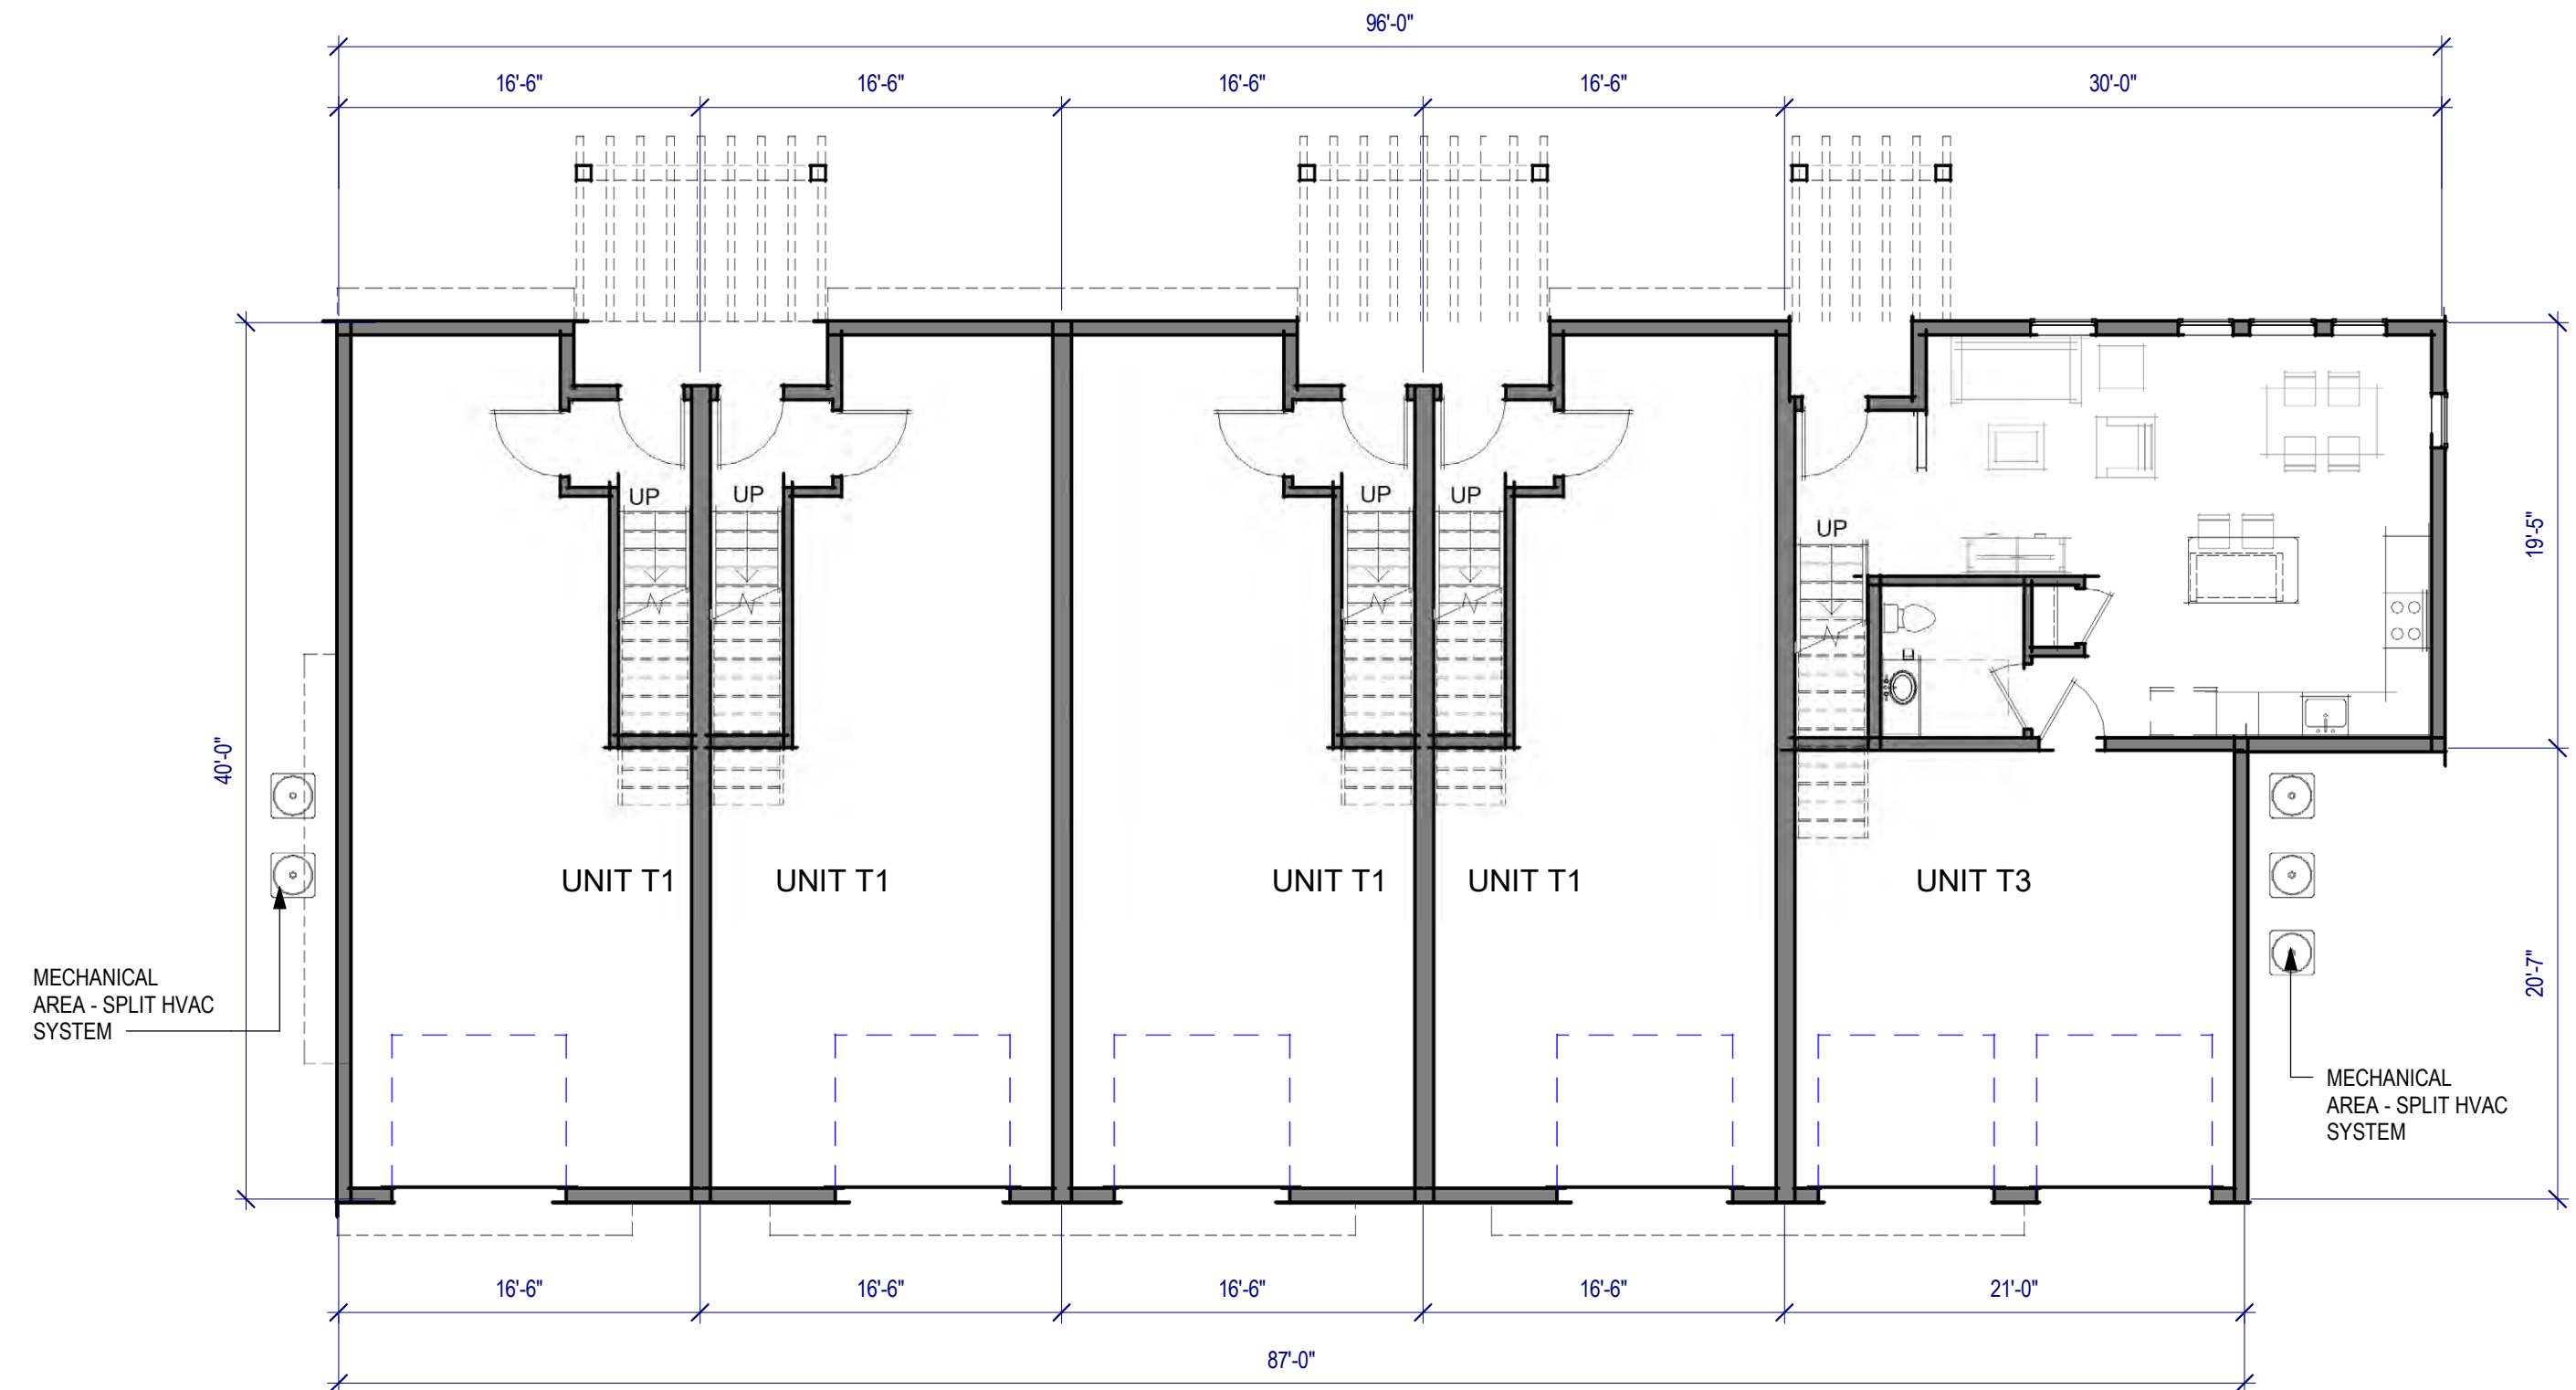 96'-0"
16'-6"
16'-6"
16'-6"
16'-6"
30'-0"
UP
UP
UP
UP
UP
19'-5"
40'-0"
UNIT T1
UNIT T1
UNIT T1
UNIT T1
UNIT T3
MECHANICAL
AREA - SPLIT HVAC
SYSTEM
20'-7"
MECHANICAL
AREA - SPLIT HVAC
SYSTEM
16'-6"
16'-6"
16'-6"
16'-6"
21'-0"
87'-0"